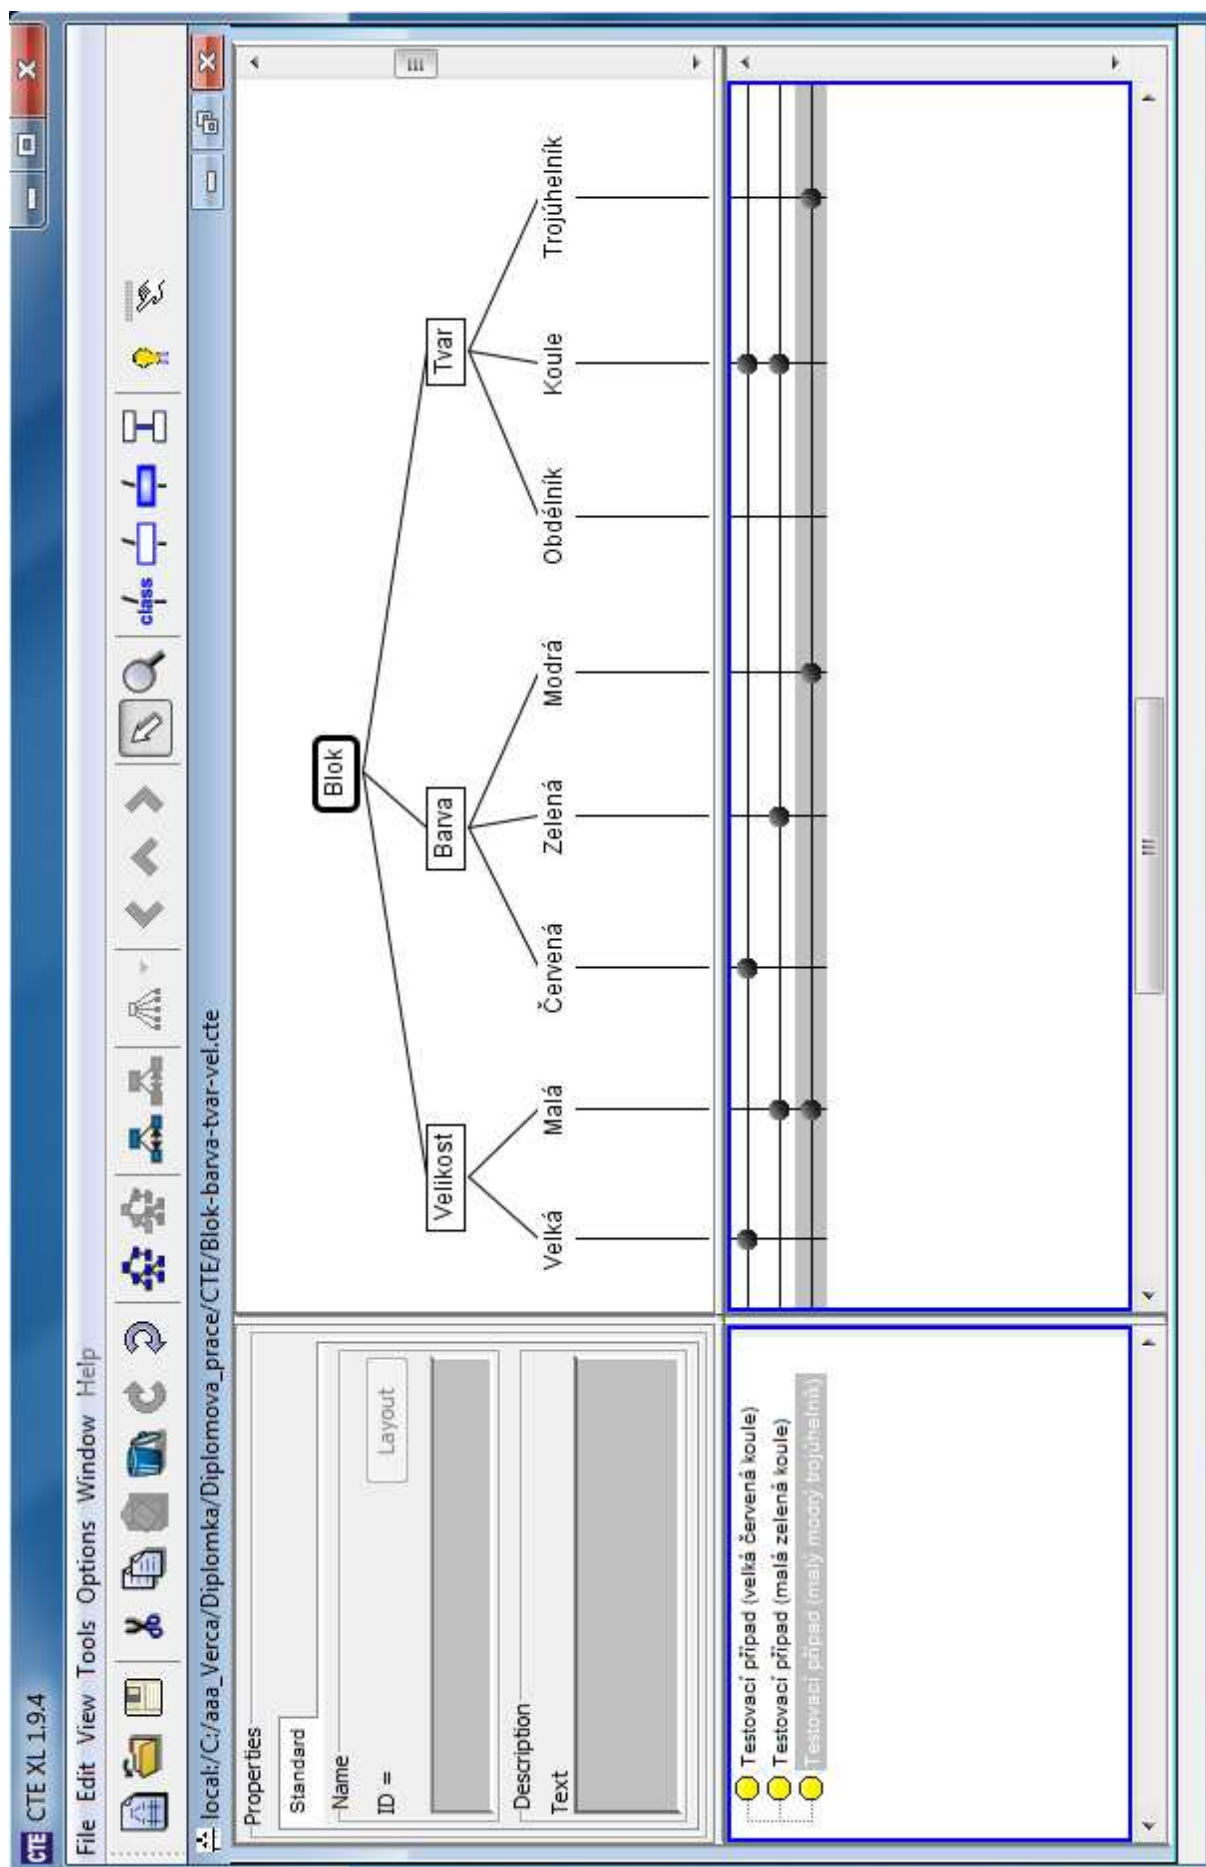 CTE CTE XL 1.9.4
File Edit View Tools Options Window Help
class
local:/C:/aaa_Verca/Diplomka/Diplomova_prace/CTE/Blok-barva-tvar-vel.cte
Properties
Standard
Name
ID =
Layout
Description
Text
Blok
Velikost Barva Tvar
Velká Malá Červená Zelená Modrá Obdélník Koule Trojúhelník
Testovací případ (velká červená koule)
Testovací případ (malá zelená koule)
Testovací případ (malý modrý trojúhelník)